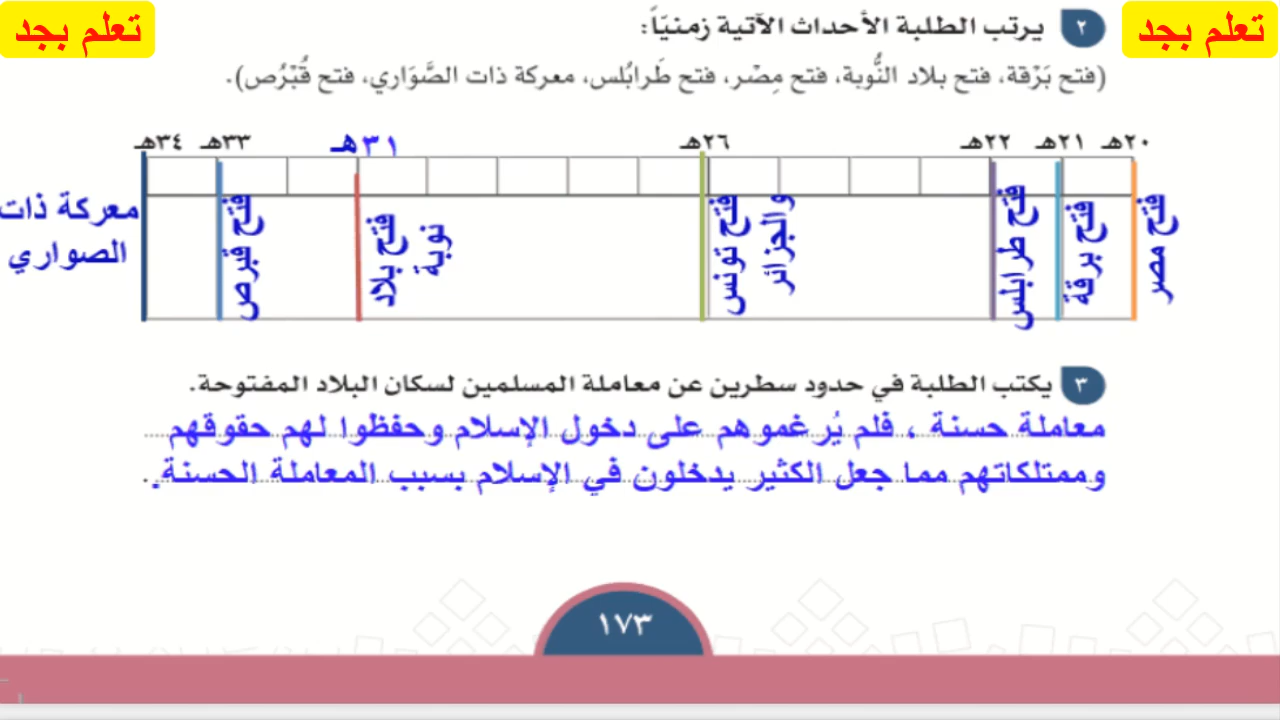 تعلم بجد
تعلم بجد
٢ يرتب الطلبة الأحداث الآتية زمنيّاً:
(فتح بَرْقة، فتح بلاد النُّوبة، فتح مِصْر، فتح طَرابُلس، معركة ذات الصَّوَاري، فتح قُبْرُص).
٢٠هـ ٢١هـ ٢٢هـ ٢٦هـ ٣١هـ ٣٣هـ ٣٤هـ
فتح مصر
فتح برقة
فتح طرابلس
والجزائر
فتح تونس
نوبة
فتح بلاد
فتح قبرص
معركة ذات
الصواري
٣ يكتب الطلبة في حدود سطرين عن معاملة المسلمين لسكان البلاد المفتوحة.
معاملة حسنة ، فلم يُرغموهم على دخول الإسلام وحفظوا لهم حقوقهم
وممتلكاتهم مما جعل الكثير يدخلون في الإسلام بسبب المعاملة الحسنة.
١٧٣